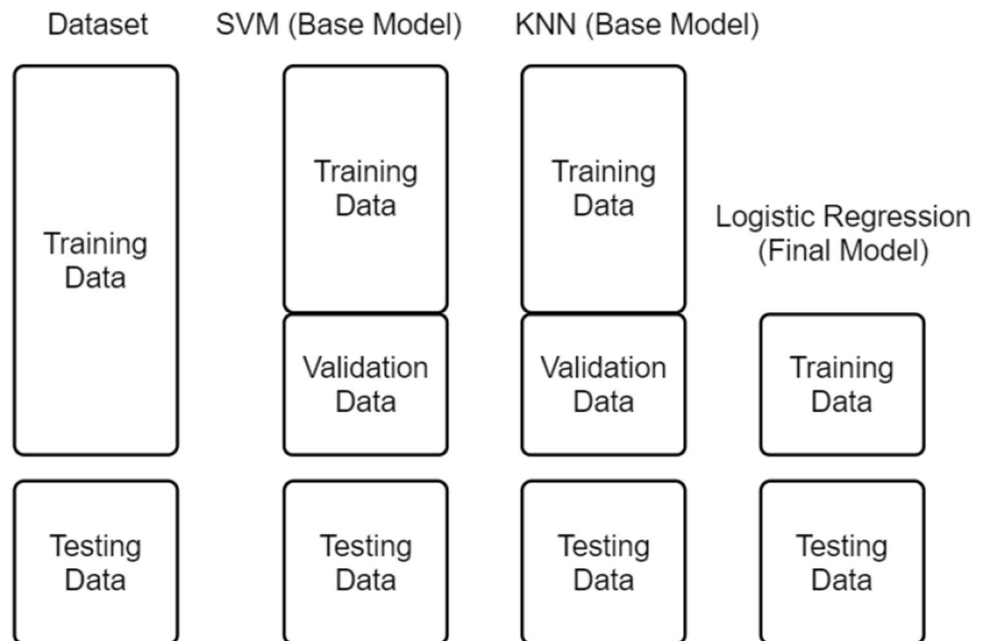 Dataset
SVM (Base Model)
KNN (Base Model)
Training
Data
Training
Data
Training
Data
Logistic Regression
(Final Model)
Validation
Data
Validation
Data
Training
Data
Testing
Data
Testing
Data
Testing
Data
Testing
Data